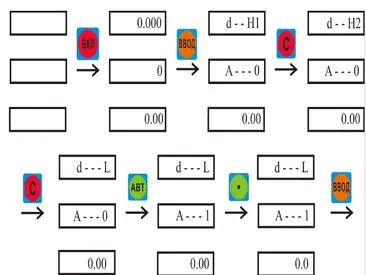 0.000 d - - H1 d - - H2
ВКЛ ВВОД С
0 A - - - 0 A - - - 0
0.00 0.00 0.00
d - - - L d - - - L d - - - L
С АВТ • ВВОД
A - - - 0 A - - - 1 A - - - 1
0.00 0.00 0.0